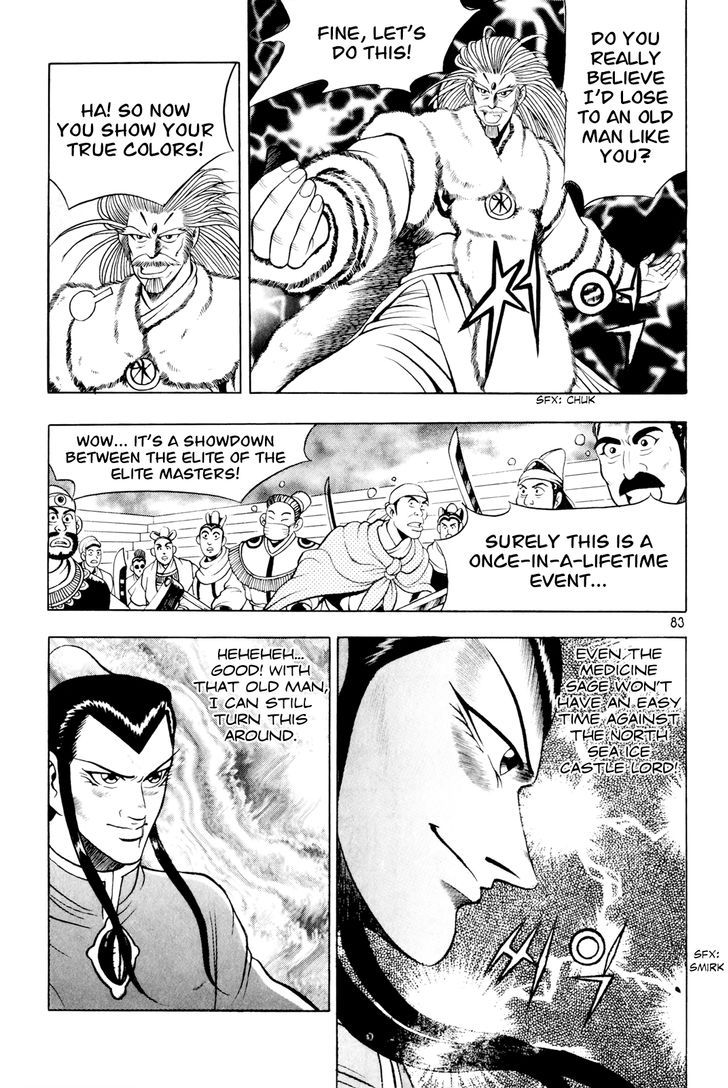 HA! SO NOW
YOU SHOW YOUR
TRUE COLORS!
FINE, LET'S
DO THIS!
DO YOU
REALLY
BELIEVE
I'D LOSE
TO AN OLD
MAN LIKE
YOU?
SFX: CHUK
WOW... IT'S A SHOWDOWN
BETWEEN THE ELITE OF THE
ELITE MASTERS!
SURELY THIS IS A
ONCE-IN-A-LIFETIME
EVENT...
83
HEHEHEH...
GOOD! WITH
THAT OLD MAN,
I CAN STILL
TURN THIS
AROUND.
EVEN THE
MEDICINE
SAGE WON'T
HAVE AN EASY
TIME AGAINST
THE NORTH
SEA ICE
CASTLE LORD!
씨익
SFX:
SMIRK